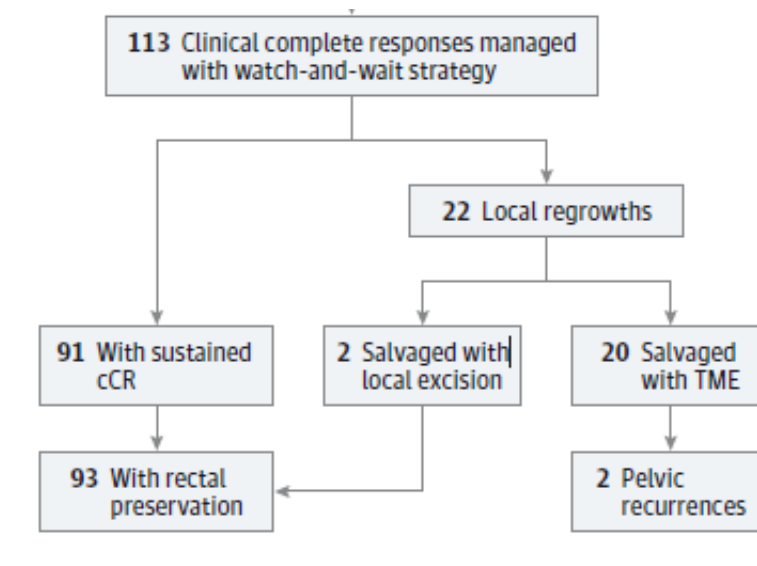 113 Clinical complete responses managed
with watch-and-wait strategy
22 Local regrowths
91 With sustained
cCR
2 Salvaged with
local excision
20 Salvaged
with TME
93 With rectal
preservation
2 Pelvic
recurrences